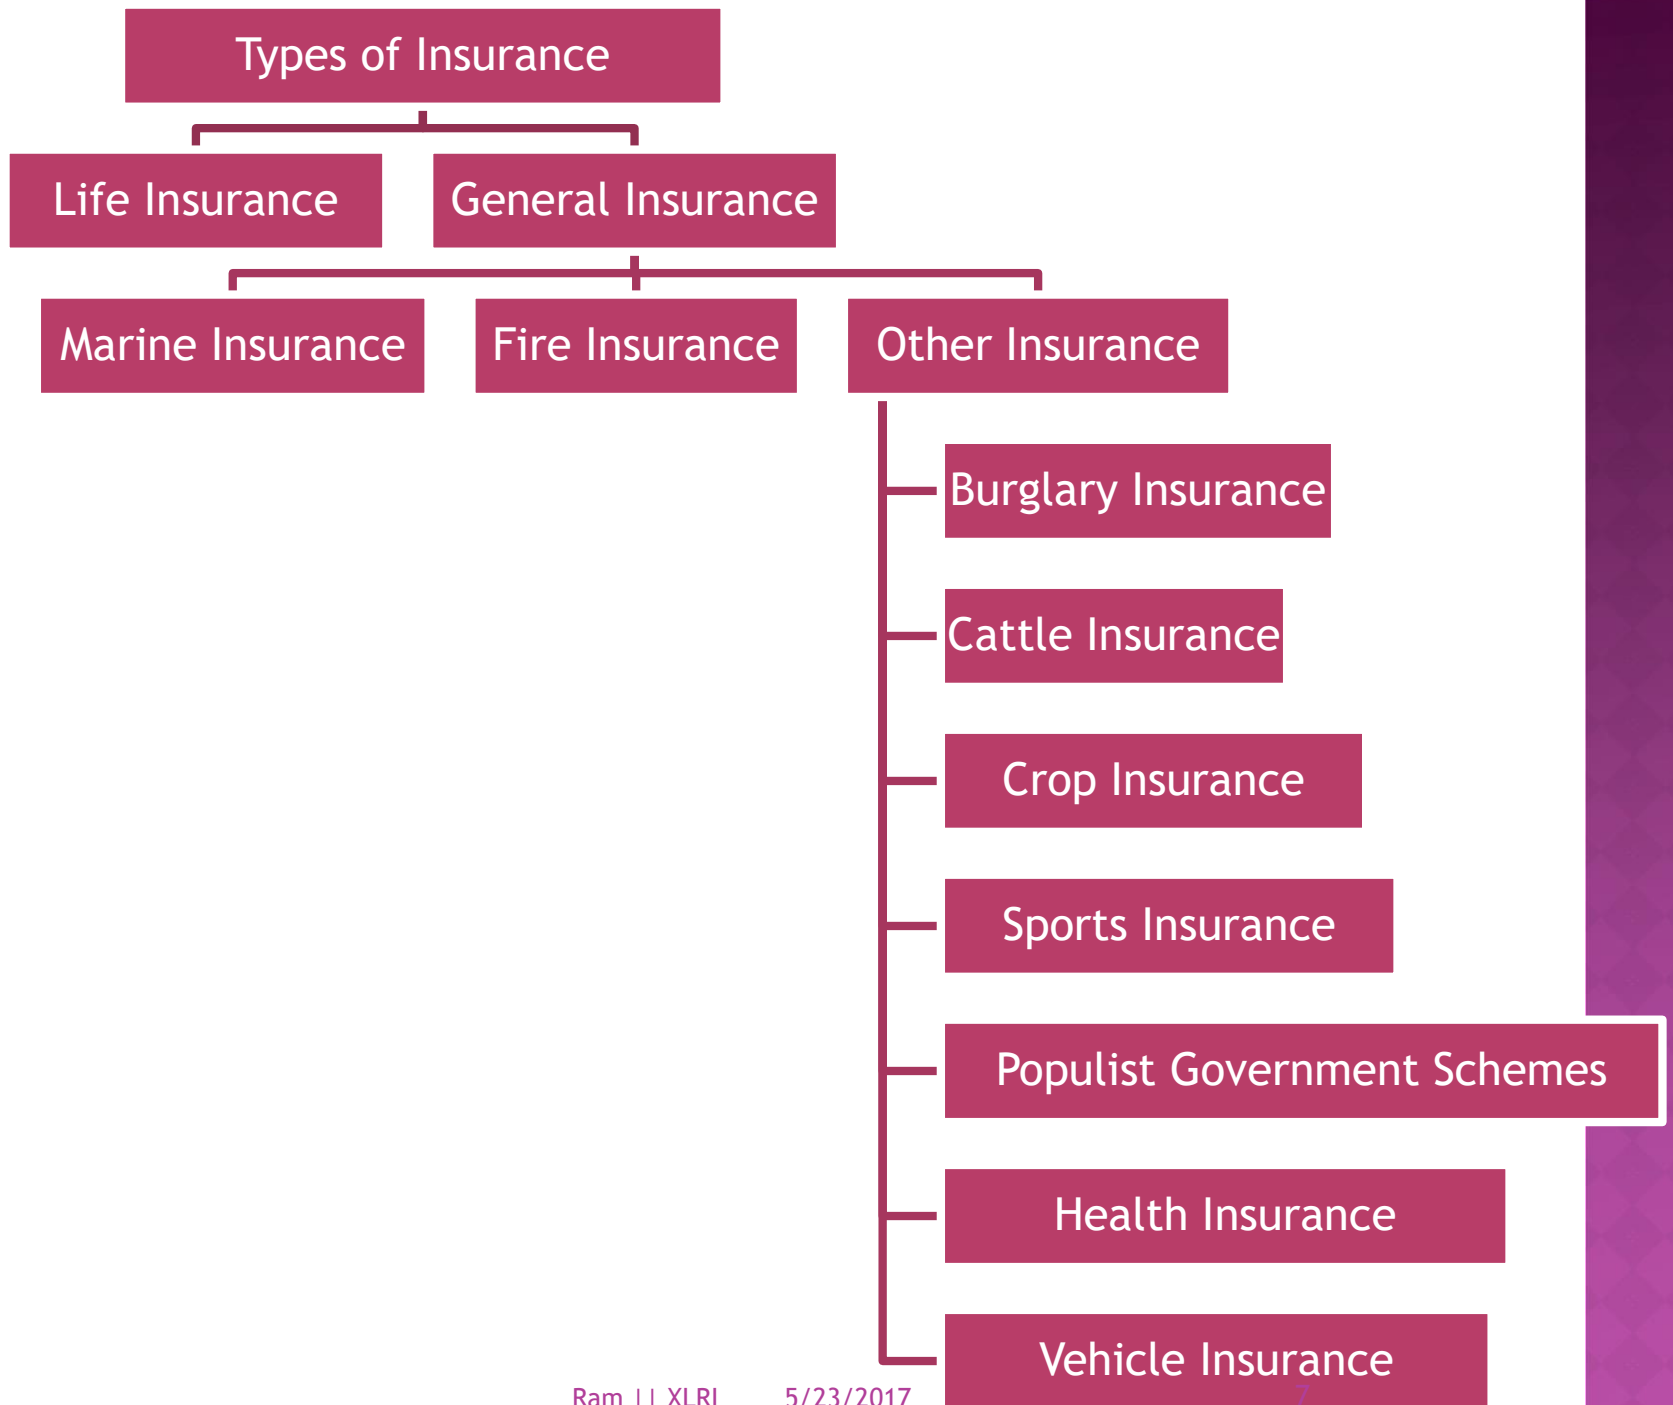 Types of Insurance
Life Insurance
General Insurance
Marine Insurance
Fire Insurance
Other Insurance
Burglary Insurance
Cattle Insurance
Crop Insurance
Sports Insurance
Populist Government Schemes
Health Insurance
Vehicle Insurance
Ram || XLRI 5/23/2017 7